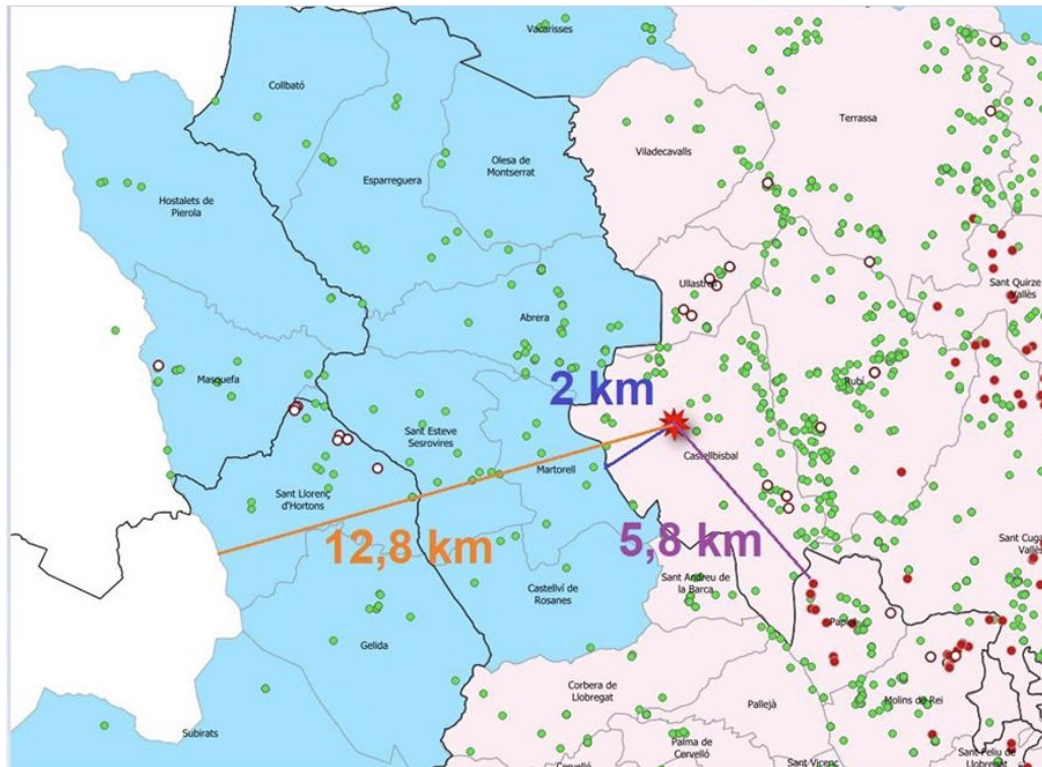 Vacarisses
Collbató
Terrassa
Viladecavalls
Olesa de
Montserrat
Esparreguera
Hostalets de
Pierola
Ullastrell
Sant Quirze
Vallès
Abrera
Masquefa
Rubí
2 km
Sant Esteve
Sesrovires
Martorell
Castellbisbal
Sant Llorenç
d'Hortons
12,8 km
5,8 km
Sant Cugat
Vallès
Sant Andreu de
la Barca
Castellví de
Rosanes
Papiol
Gelida
Corbera de
Llobregat
Molins de Rei
Pallejà
Subirats
Palma de
Cervelló
Cervelló
Sant Vicenç
Sant Feliu de
Llobregat